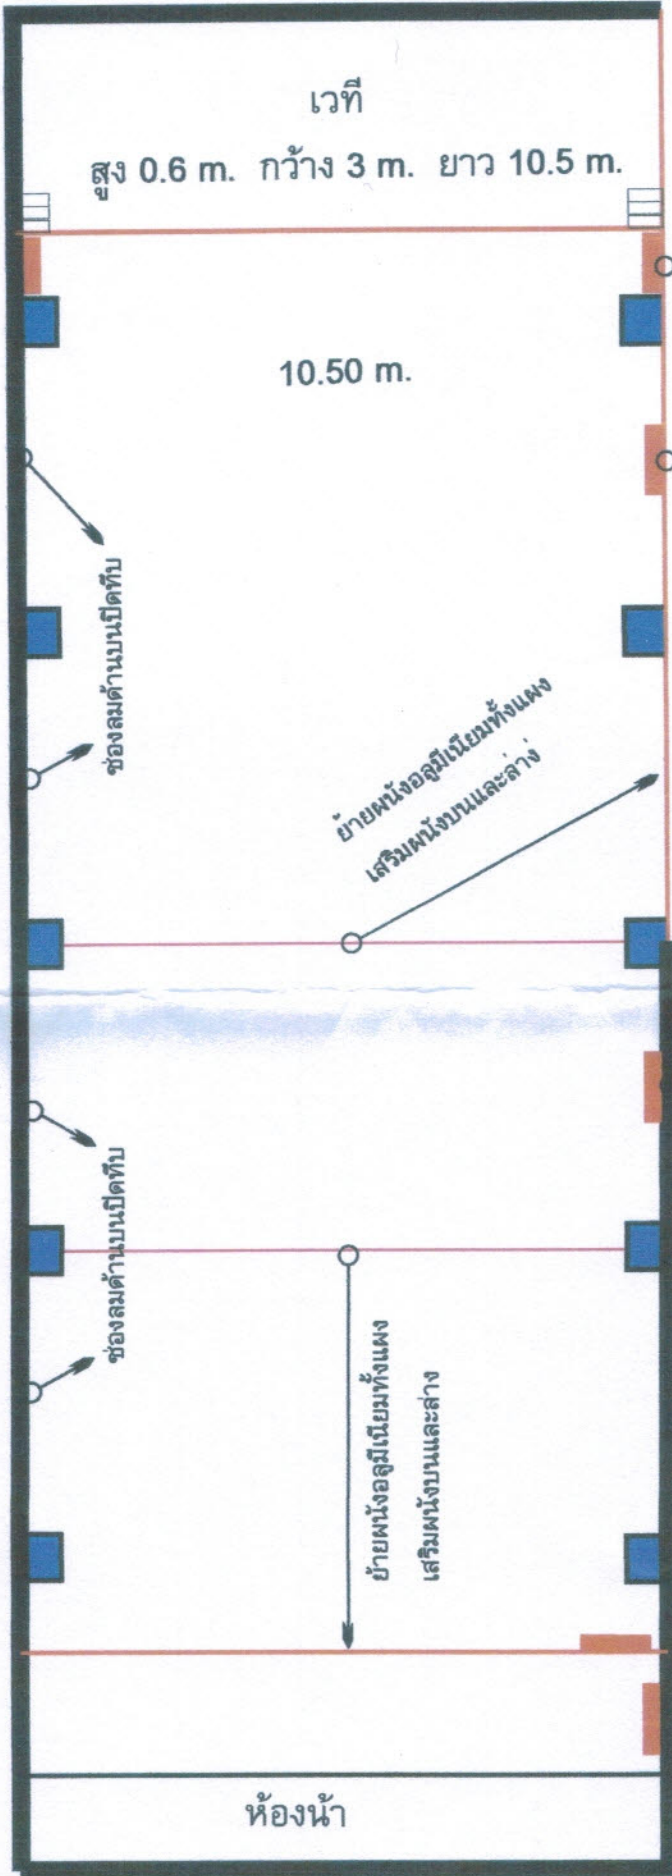 เวที
สูง 0.6 m. กว้าง 3 m. ยาว 10.5 m.
10.50 m.
ช่องลมด้านบนปิดทึบ
ย้ายผนังอลูมิเนียมทั้งแผง
เสริมผนังบนและล่าง
ช่องลมด้านบนปิดทึบ
ย้ายผนังอลูมิเนียมทั้งแผง
เสริมผนังบนและล่าง
ห้องน้ำ